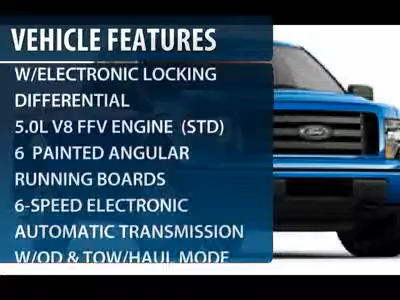 VEHICLE FEATURES
W/ELECTRONIC LOCKING
DIFFERENTIAL
5.0L V8 FFV ENGINE (STD)
6 PAINTED ANGULAR
RUNNING BOARDS
6-SPEED ELECTRONIC
AUTOMATIC TRANSMISSION
W/OD & TOW/HAUL MODE
Ford